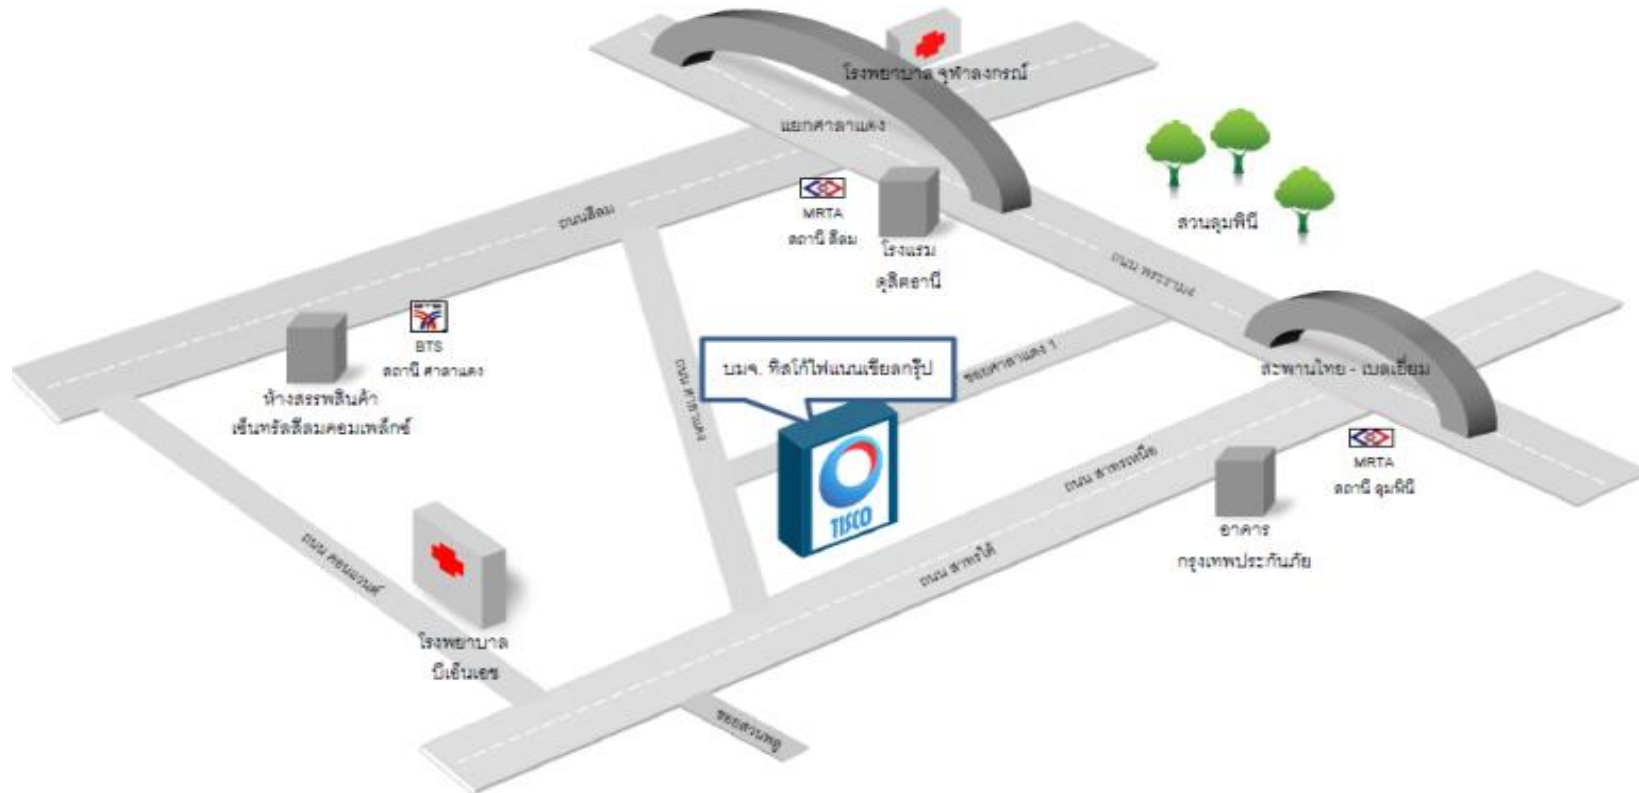 โรงพยาบาล จุฬาลงกรณ์
แยกศาลาแดง
MRTA
สถานี สีลม
โรงแรม
ดุสิตธานี
สวนลุมพินี
ถนนสีลม
ถนน พระราม4
BTS
สถานี ศาลาแดง
ห้างสรรพสินค้า
เซ็นทรัลสีลมคอมเพล็กซ์
บมจ. ทิสโก้ไฟแนนเชียลกรุ๊ป
ซอยศาลาแดง 1
สะพานไทย - เบลเยี่ยม
ถนน ศาลาแดง
TISCO
ถนน สาทรเหนือ
MRTA
สถานี ลุมพินี
อาคาร
กรุงเทพประกันภัย
ถนน คอนแวนต์
ถนน สาทรใต้
โรงพยาบาล
บีเอ็นเอช
ซอยสวนพลู